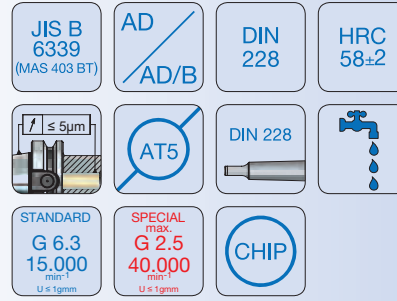 JIS B
6339
(MAS 403 BT)
AD
AD/B
DIN
228
HRC
58±2
↗ ≤ 5µm
AT5
DIN 228
STANDARD
G 6.3
15.000
min⁻¹
U ≤ 1gmm
SPECIAL
max.
G 2.5
40.000
min⁻¹
U ≤ 1gmm
CHIP